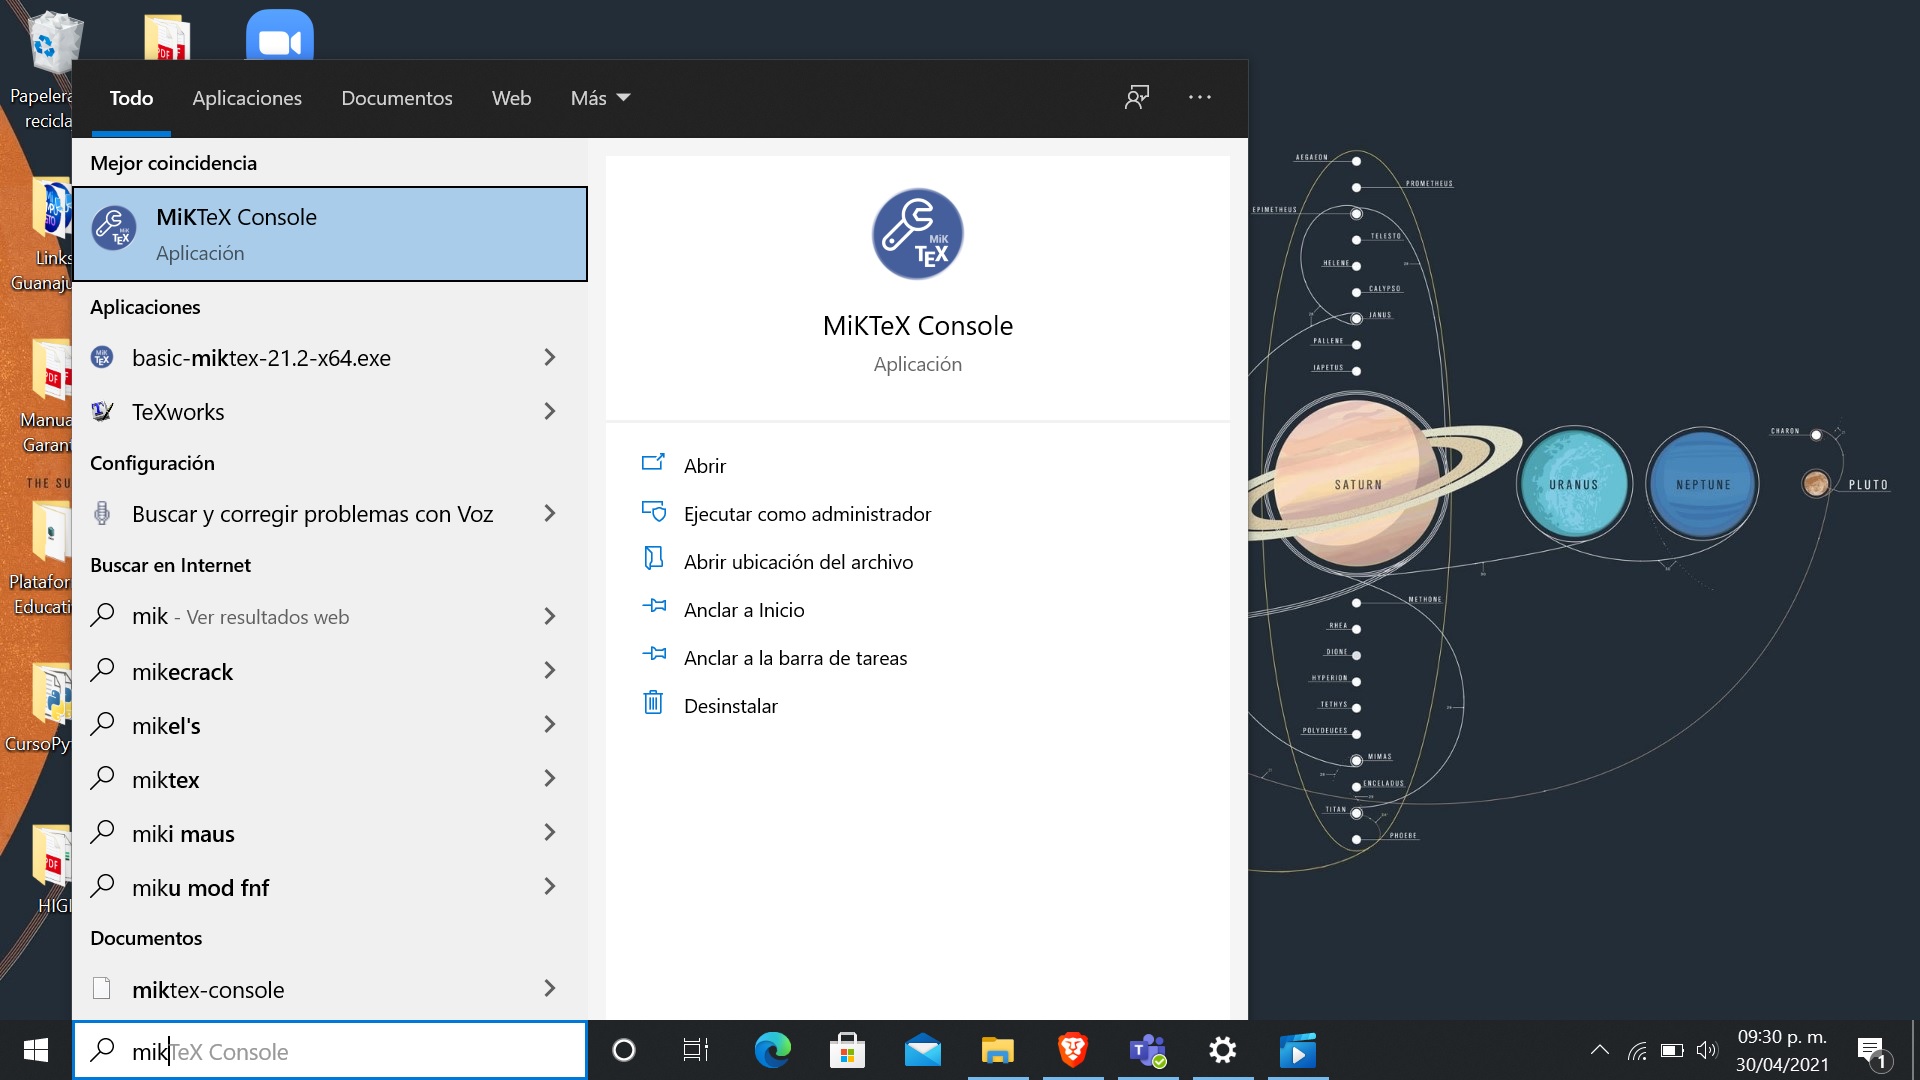 Papelera
recicla
Links
Guanaju
Manua
Garant
THE SU
Platafor
Educati
CursoPy
HIGI
Todo
Aplicaciones
Documentos
Web
Más
Mejor coincidencia
MiKTeX Console
Aplicación
Aplicaciones
basic-miktex-21.2-x64.exe
TeXworks
Configuración
Buscar y corregir problemas con Voz
Buscar en Internet
mik - Ver resultados web
mikecrack
mikel's
miktex
miki maus
miku mod fnf
Documentos
miktex-console
mikTeX Console
MiK
TEX
MiKTeX Console
Aplicación
Abrir
Ejecutar como administrador
Abrir ubicación del archivo
Anclar a Inicio
Anclar a la barra de tareas
Desinstalar
AEGAEON
PROMETHEUS
EPIMETHEUS
TELESTO
HELENE
CALYPSO
JANUS
PALLENE
IAPETUS
SATURN
URANUS
NEPTUNE
CHARON
PLUTO
METHONE
RHEA
DIONE
HYPERION
TETHYS
POLYDEUCES
MIMAS
ENCELADUS
TITAN
PHOEBE
09:30 p. m.
30/04/2021
1